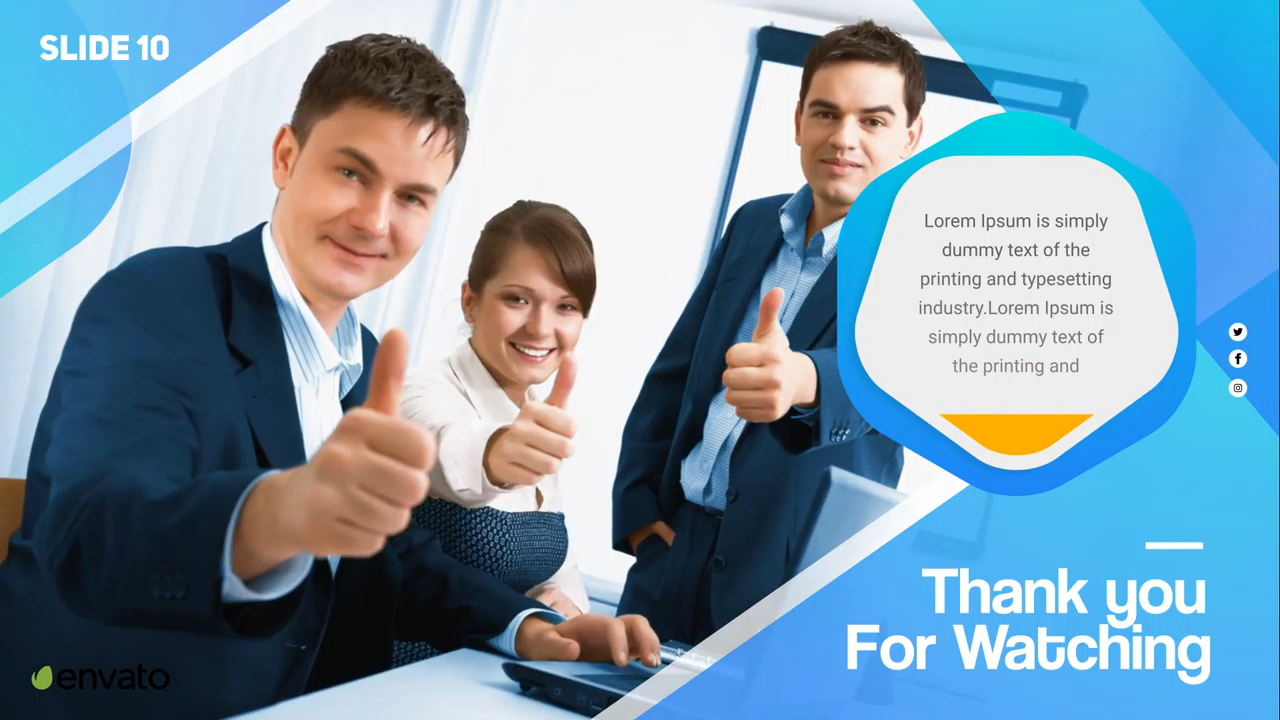 SLIDE 10
Lorem Ipsum is simply
dummy text of the
printing and typesetting
industry.Lorem Ipsum is
simply dummy text of
the printing and
Thank you
For Watching
envato